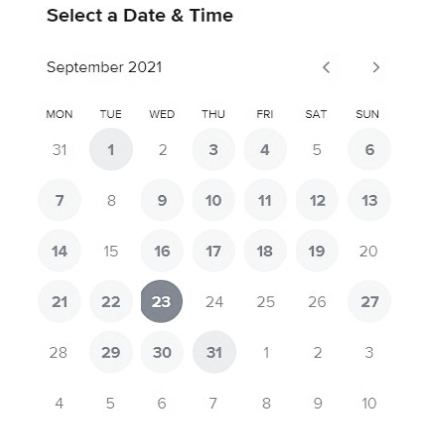 Select a Date & Time
September 2021
MON TUE WED THU FRI SAT SUN
31 1 2 3 4 5 6
7 8 9 10 11 12 13
14 15 16 17 18 19 20
21 22 23 24 25 26 27
28 29 30 31 1 2 3
4 5 6 7 8 9 10